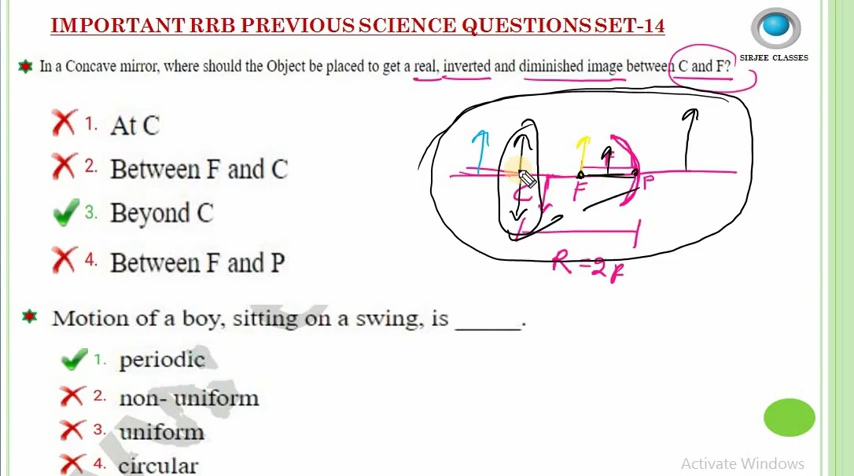 IMPORTANT RRB PREVIOUS SCIENCE QUESTIONS SET-14
SIRJEE CLASSES
In a Concave mirror, where should the Object be placed to get a real, inverted and diminished image between C and F?
1. At C
2. Between F and C
3. Beyond C
4. Between F and P
C F P
R = 2f
Motion of a boy, sitting on a swing, is _____.
1. periodic
2. non- uniform
3. uniform
4. circular
Activate Windows